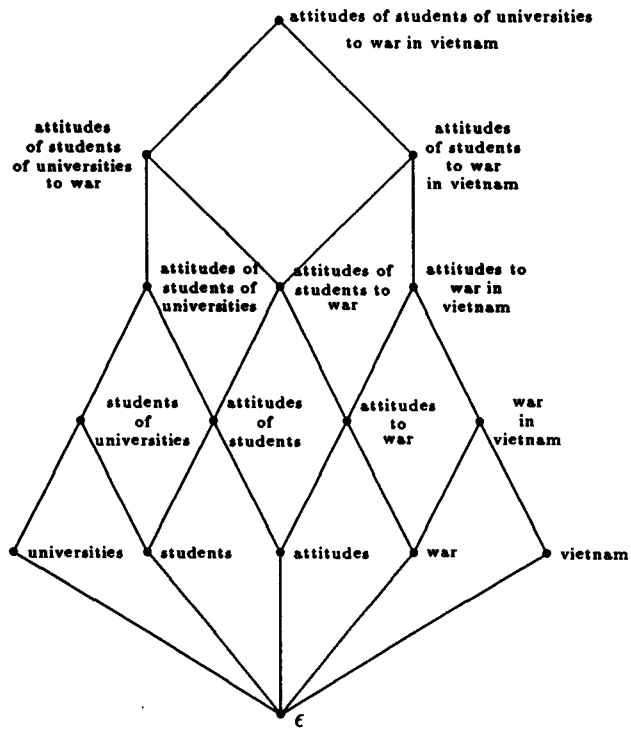 attitudes of students of universities
to war in vietnam
attitudes
of students
of universities
to war
attitudes
of students
to war
in vietnam
attitudes of
students of
universities
attitudes of
students to
war
attitudes to
war in
vietnam
students
of
universities
attitudes
of
students
attitudes
to
war
war
in
vietnam
universities
students
attitudes
war
vietnam
ϵ